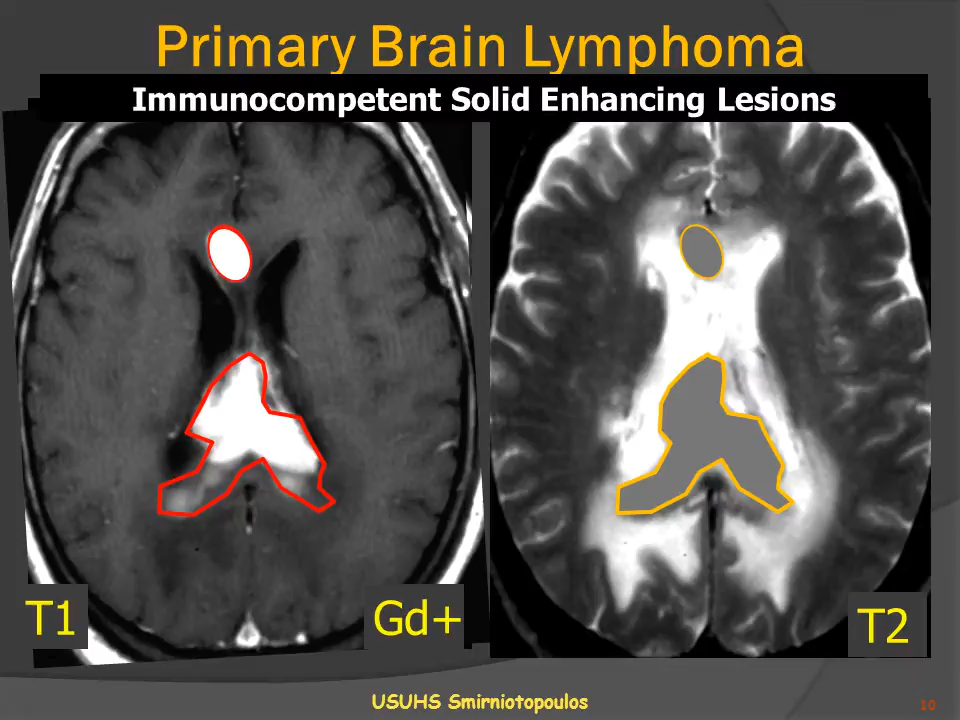 Primary Brain Lymphoma
Immunocompetent Solid Enhancing Lesions
T1
Gd+
T2
USUHS Smirniotopoulos
10